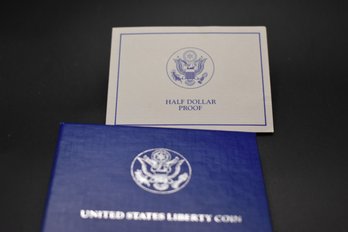 HALF DOLLAR
PROOF
UNITED STATES LIBERTY COIN